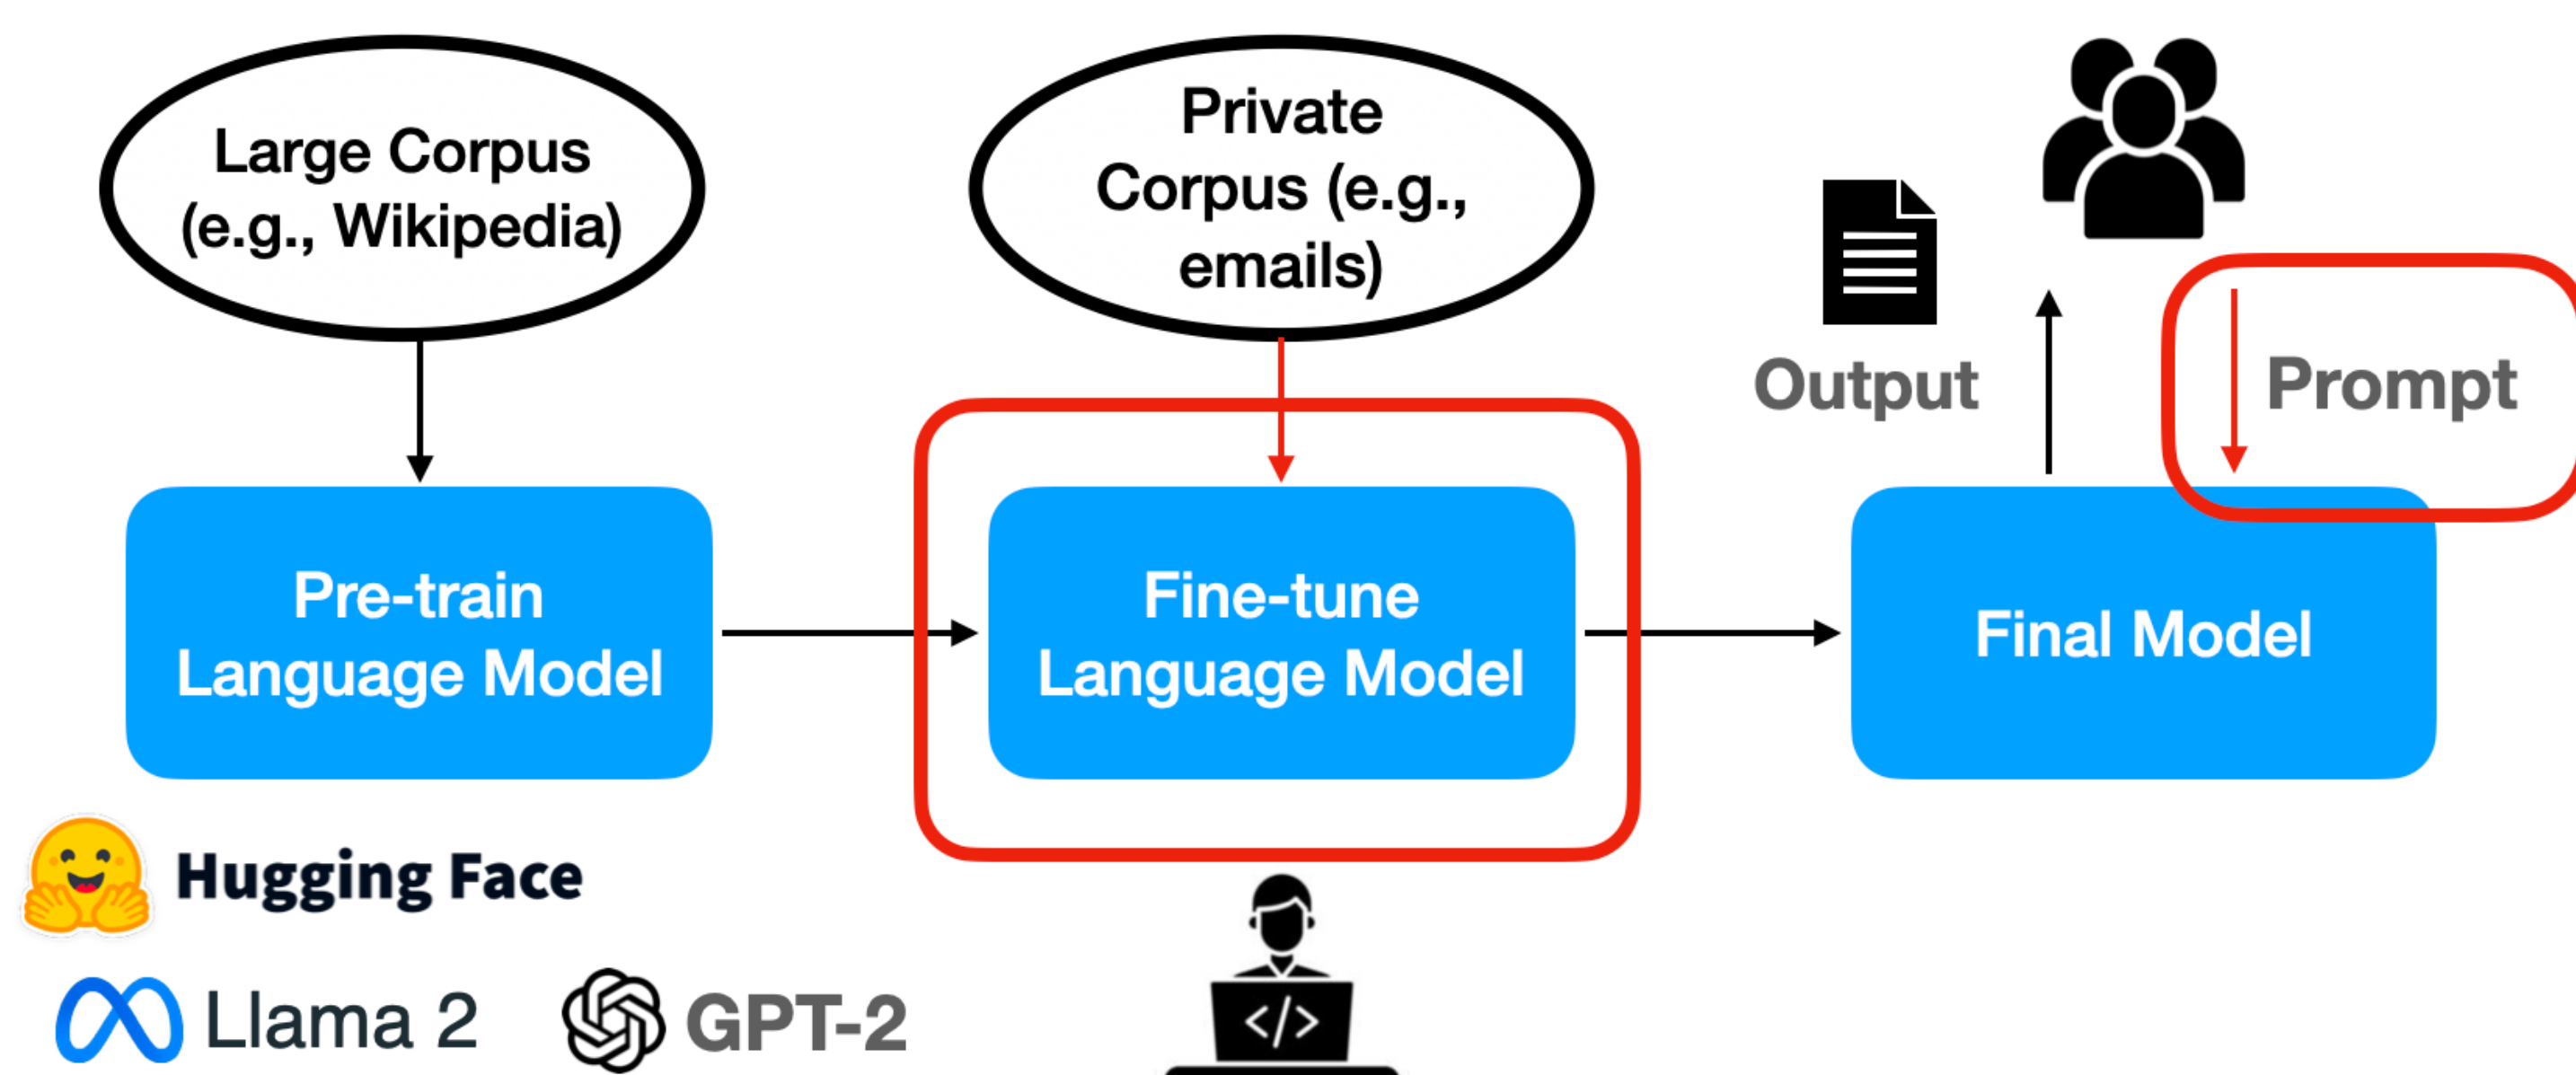 Large Corpus
(e.g., Wikipedia)
Private
Corpus (e.g.,
emails)
Output
Prompt
Pre-train
Language Model
Fine-tune
Language Model
Final Model
Hugging Face
Llama 2
GPT-2
</>